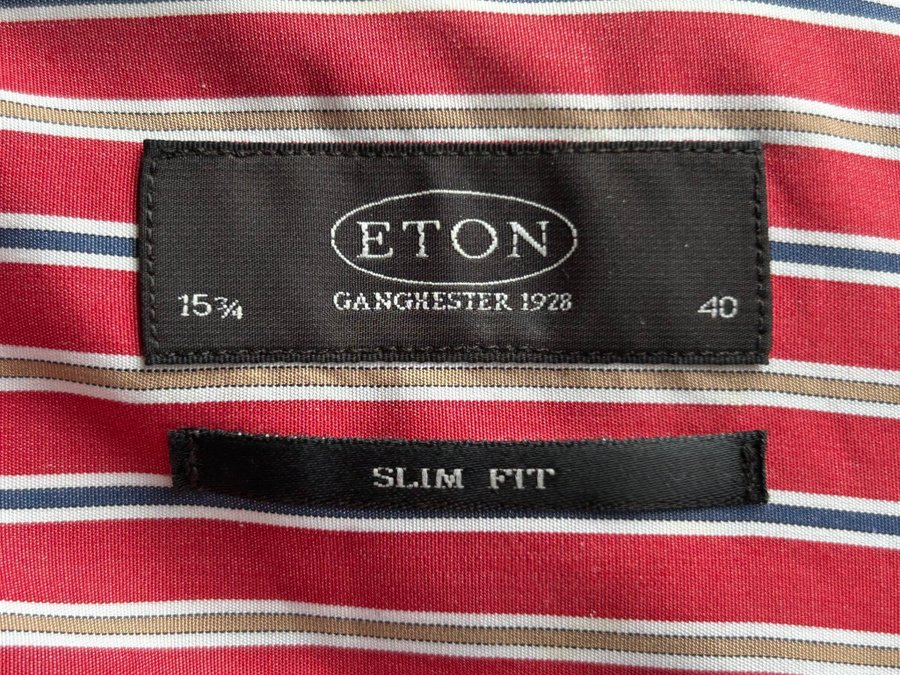 ETON
GANGHESTER 1928
15¾ 40
SLIM FIT